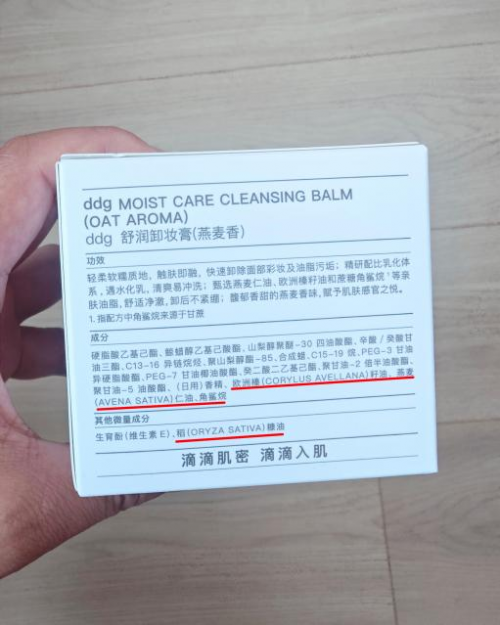 ddg MOIST CARE CLEANSING BALM
(OAT AROMA)
ddg 舒润卸妆膏(燕麦香)
功效
轻柔软糯质地，触肤即融，快速卸除面部彩妆及油脂污垢；精研配比乳化体
系，遇水化乳，清爽易冲洗；甄选燕麦仁油、欧洲榛籽油和蔗糖角鲨烷¹等亲
肤油脂，舒适净澈，卸后不紧绷；馥郁香甜的燕麦香味，赋予肌肤感官之悦。
1.指配方中角鲨烷来源于甘蔗
成分
硬脂酸乙基己酯、鲸蜡醇乙基己酸酯、山梨醇聚醚-30 四油酸酯、辛酸/癸酸甘
油三酯、C13-16 异链烷烃、聚山梨醇酯-85、合成蜡、C15-19 烷、PEG-3 甘油
异硬脂酸酯、PEG-7 甘油椰油酸酯、癸二酸二乙基己酯、聚甘油-2 倍半油酸酯、
聚甘油-5 油酸酯、(日用)香精、欧洲榛(CORYLUS AVELLANA)籽油、燕麦
(AVENA SATIVA)仁油、角鲨烷
其他微量成分
生育酚(维生素 E)、稻(ORYZA SATIVA)糠油
滴滴肌密 滴滴入肌